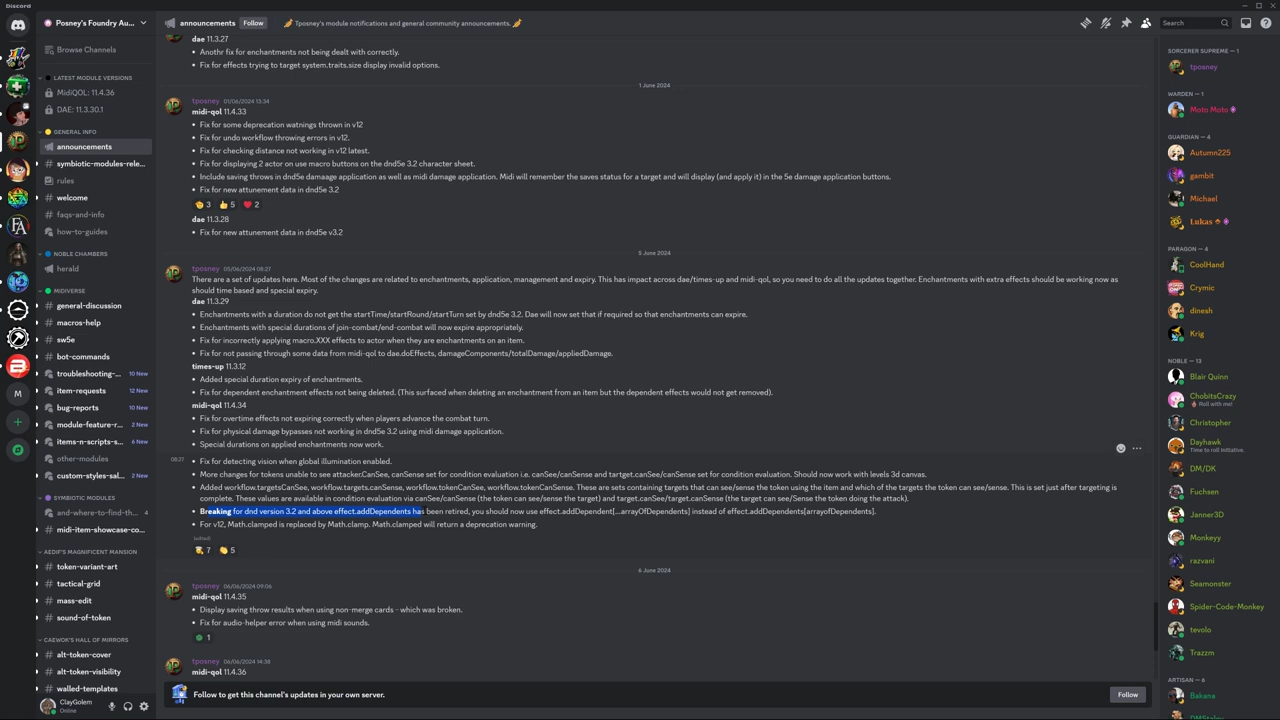 Discord
Posney's Foundry Au...
Browse Channels
LATEST MODULE VERSIONS
MidiQOL: 11.4.36
DAE: 11.3.30.1
GENERAL INFO
announcements
symbiotic-modules-rele...
rules
welcome
faqs-and-info
how-to-guides
NOBLE CHAMBERS
herald
MIDIVERSE
general-discussion
macros-help
sw5e
bot-commands
troubleshooting-... 10 New
item-requests 12 New
bug-reports 10 New
module-feature-r... 2 New
items-n-scripts-s... 6 New
other-modules
custom-styles-sal... 2 New
SYMBIOTIC MODULES
and-where-to-find-th... 4
midi-item-showcase-co...
AEDIF'S MAGNIFICENT MANSION
token-variant-art
tactical-grid
mass-edit
sound-of-token
CAEWOK'S HALL OF MIRRORS
alt-token-cover
alt-token-visibility
walled-templates
ClayGolem
Online
announcements Follow Tposney's module notifications and general community announcements. Search
dae 11.3.27
Anothr fix for enchantments not being dealt with correctly.
Fix for effects trying to target system.traits.size display invalid options.
1 June 2024
tposney 01/06/2024 13:34
midi-qol 11.4.33
Fix for some deprecation watnings thrown in v12
Fix for undo workflow throwing errors in v12.
Fix for checking distance not working in v12 latest.
Fix for displaying 2 actor on use macro buttons on the dnd5e 3.2 character sheet.
Include saving throws in dnd5e damaage application as well as midi damage application. Midi will remember the saves status for a target and will display (and apply it) in the 5e damage application buttons.
Fix for new attunement data in dnd5e 3.2
3 5 2
dae 11.3.28
Fix for new attunement data in dnd5e v3.2
5 June 2024
tposney 05/06/2024 08:27
There are a set of updates here. Most of the changes are related to enchantments, application, management and expiry. This has impact across dae/times-up and midi-qol, so you need to do all the updates together. Enchantments with extra effects should be working now as
should time based and special expiry.
dae 11.3.29
Enchantments with a duration do not get the startTime/startRound/startTurn set by dnd5e 3.2. Dae will now set that if required so that enchantments can expire.
Enchantments with special durations of join-combat/end-combat will now expire appropriately.
Fix for incorrectly applying macro.XXX effects to actor when they are enchantments on an item.
Fix for not passing through some data from midi-qol to dae.doEffects, damageComponents/totalDamage/appliedDamage.
times-up 11.3.12
Added special duration expiry of enchantments.
Fix for dependent enchantment effects not being deleted. (This surfaced when deleting an enchantment from an item but the dependent effects would not get removed).
midi-qol 11.4.34
Fix for overtime effects not expiring correctly when players advance the combat turn.
Fix for physical damage bypasses not working in dnd5e 3.2 using midi damage application.
Special durations on applied enchantments now work.
08:27 Fix for detecting vision when global illumination enabled.
More changes for tokens unable to see attacker.CanSee, canSense set for condition evaluation i.e. canSee/canSense and tartget.canSee/canSense set for condition evaluation. Should now work with levels 3d canvas.
Added workflow.targetsCanSee, workflow.targetsCanSense, workflow.tokenCanSee, workflow.tokenCanSense. These are sets containing target tokens which can see/sense the token using the item and which of the targets the token can see/sense. This is set just after targeting is
complete. These values are available in condition evaluation via canSee/canSense (the token can see/sense the target) and target.canSee/target.canSense (the target can see/Sense the token doing the attack).
Breaking for dnd version 3.2 and above effect.addDependents has been retired, you should now use effect.addDependent[...arrayOfDependents] instead of effect.addDependents[arrayofDependents].
For v12, Math.clamped is replaced by Math.clamp. Math.clamped will return a deprecation warning.
(edited)
7 5
6 June 2024
tposney 06/06/2024 09:06
midi-qol 11.4.35
Display saving throw results when using non-merge cards - which was broken.
Fix for audio-helper error when using midi sounds.
1
tposney 06/06/2024 14:38
midi-qol 11.4.36
Follow to get this channel's updates in your own server. Follow
SORCERER SUPREME — 1
tposney
WARDEN — 1
Moto Moto
GUARDIAN — 4
Autumn225
gambit
Michael
Lukas
PARAGON — 4
CoolHand
Crymic
dinesh
Krig
NOBLE — 13
Blair Quinn
ChobitsCrazy
Roll with me!
Christopher
Dayhawk
Time to roll Initiative.
DM/DK
Fuchsen
Janner3D
Monkeyy
razvani
Seamonster
Spider-Code-Monkey
tevolo
Trazzm
ARTISAN — 6
Bakana